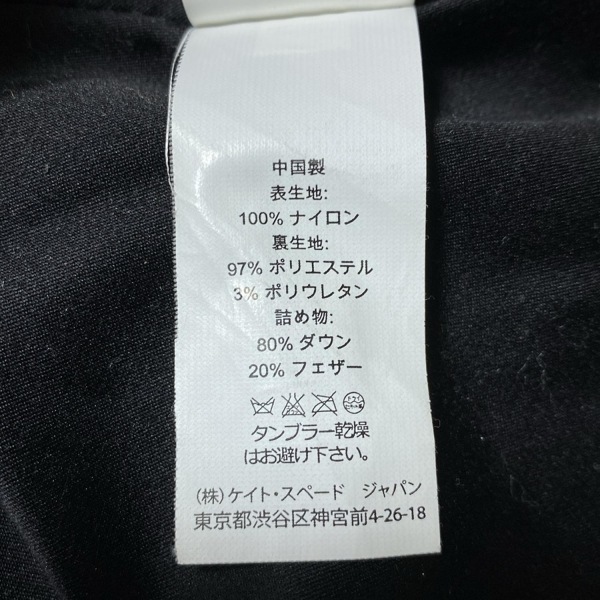 中国製
表生地:
100% ナイロン
裏生地:
97% ポリエステル
3% ポリウレタン
詰め物:
80% ダウン
20% フェザー
タンブラー乾燥
はお避け下さい。
(株)ケイト・スペード ジャパン
東京都渋谷区神宮前4-26-18